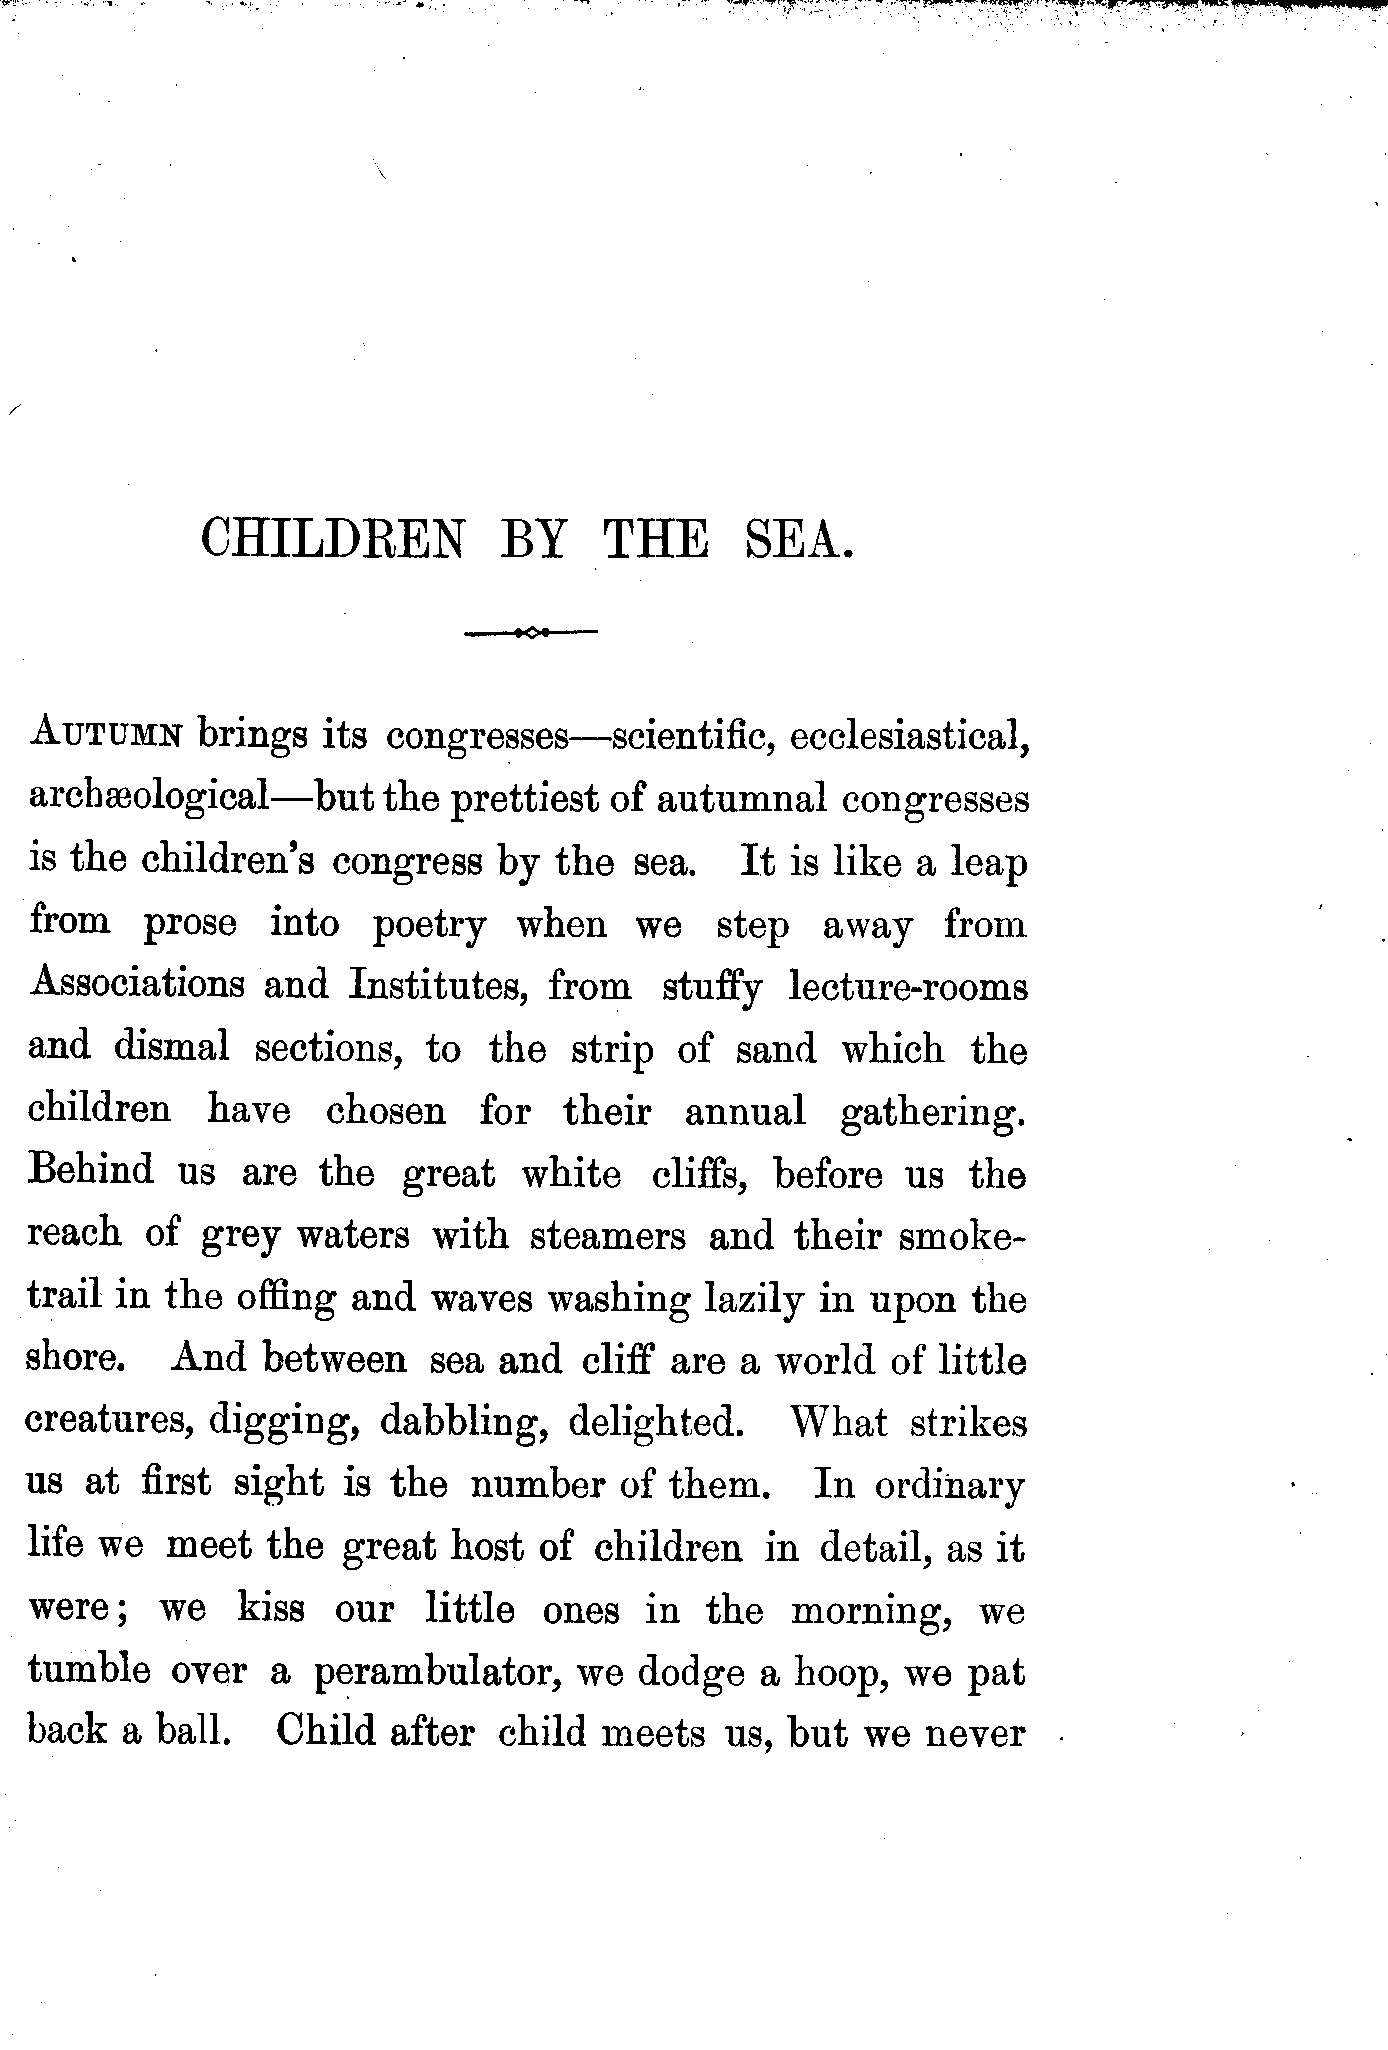 CHILDREN BY THE SEA.
AUTUMN brings its congresses—scientific, ecclesiastical,
archæological—but the prettiest of autumnal congresses
is the children's congress by the sea. It is like a leap
from prose into poetry when we step away from
Associations and Institutes, from stuffy lecture-rooms
and dismal sections, to the strip of sand which the
children have chosen for their annual gathering.
Behind us are the great white cliffs, before us the
reach of grey waters with steamers and their smoke-
trail in the offing and waves washing lazily in upon the
shore. And between sea and cliff are a world of little
creatures, digging, dabbling, delighted. What strikes
us at first sight is the number of them. In ordinary
life we meet the great host of children in detail, as it
were; we kiss our little ones in the morning, we
tumble over a perambulator, we dodge a hoop, we pat
back a ball. Child after child meets us, but we never